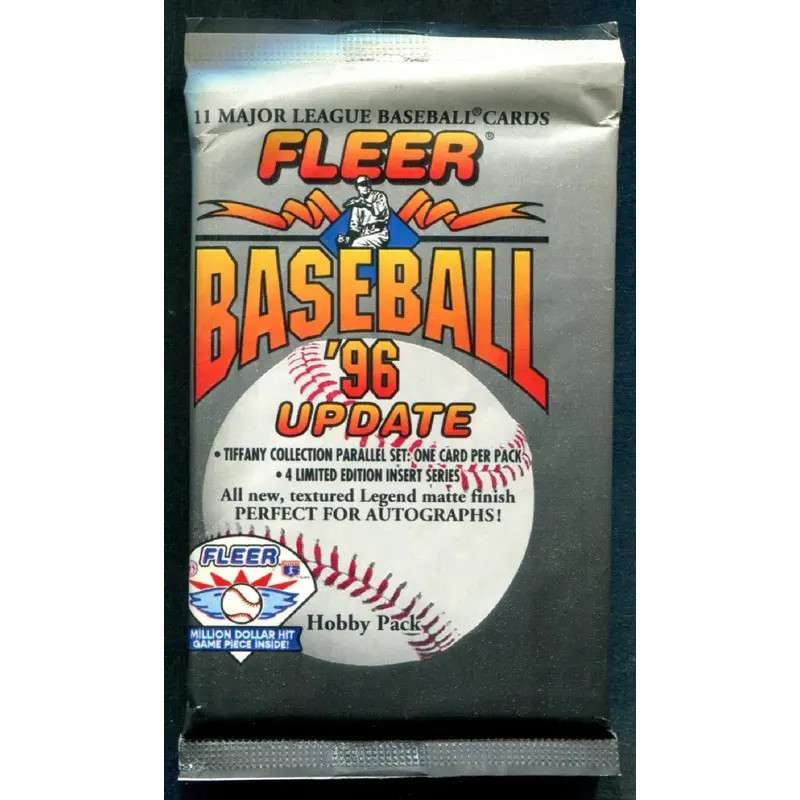 11 MAJOR LEAGUE BASEBALL® CARDS
FLEER®
BASEBALL
'96
UPDATE
• TIFFANY COLLECTION PARALLEL SET: ONE CARD PER PACK
• 4 LIMITED EDITION INSERT SERIES
All new, textured Legend matte finish
PERFECT FOR AUTOGRAPHS!
FLEER
MILLION DOLLAR HIT
GAME PIECE INSIDE!
Hobby Pack